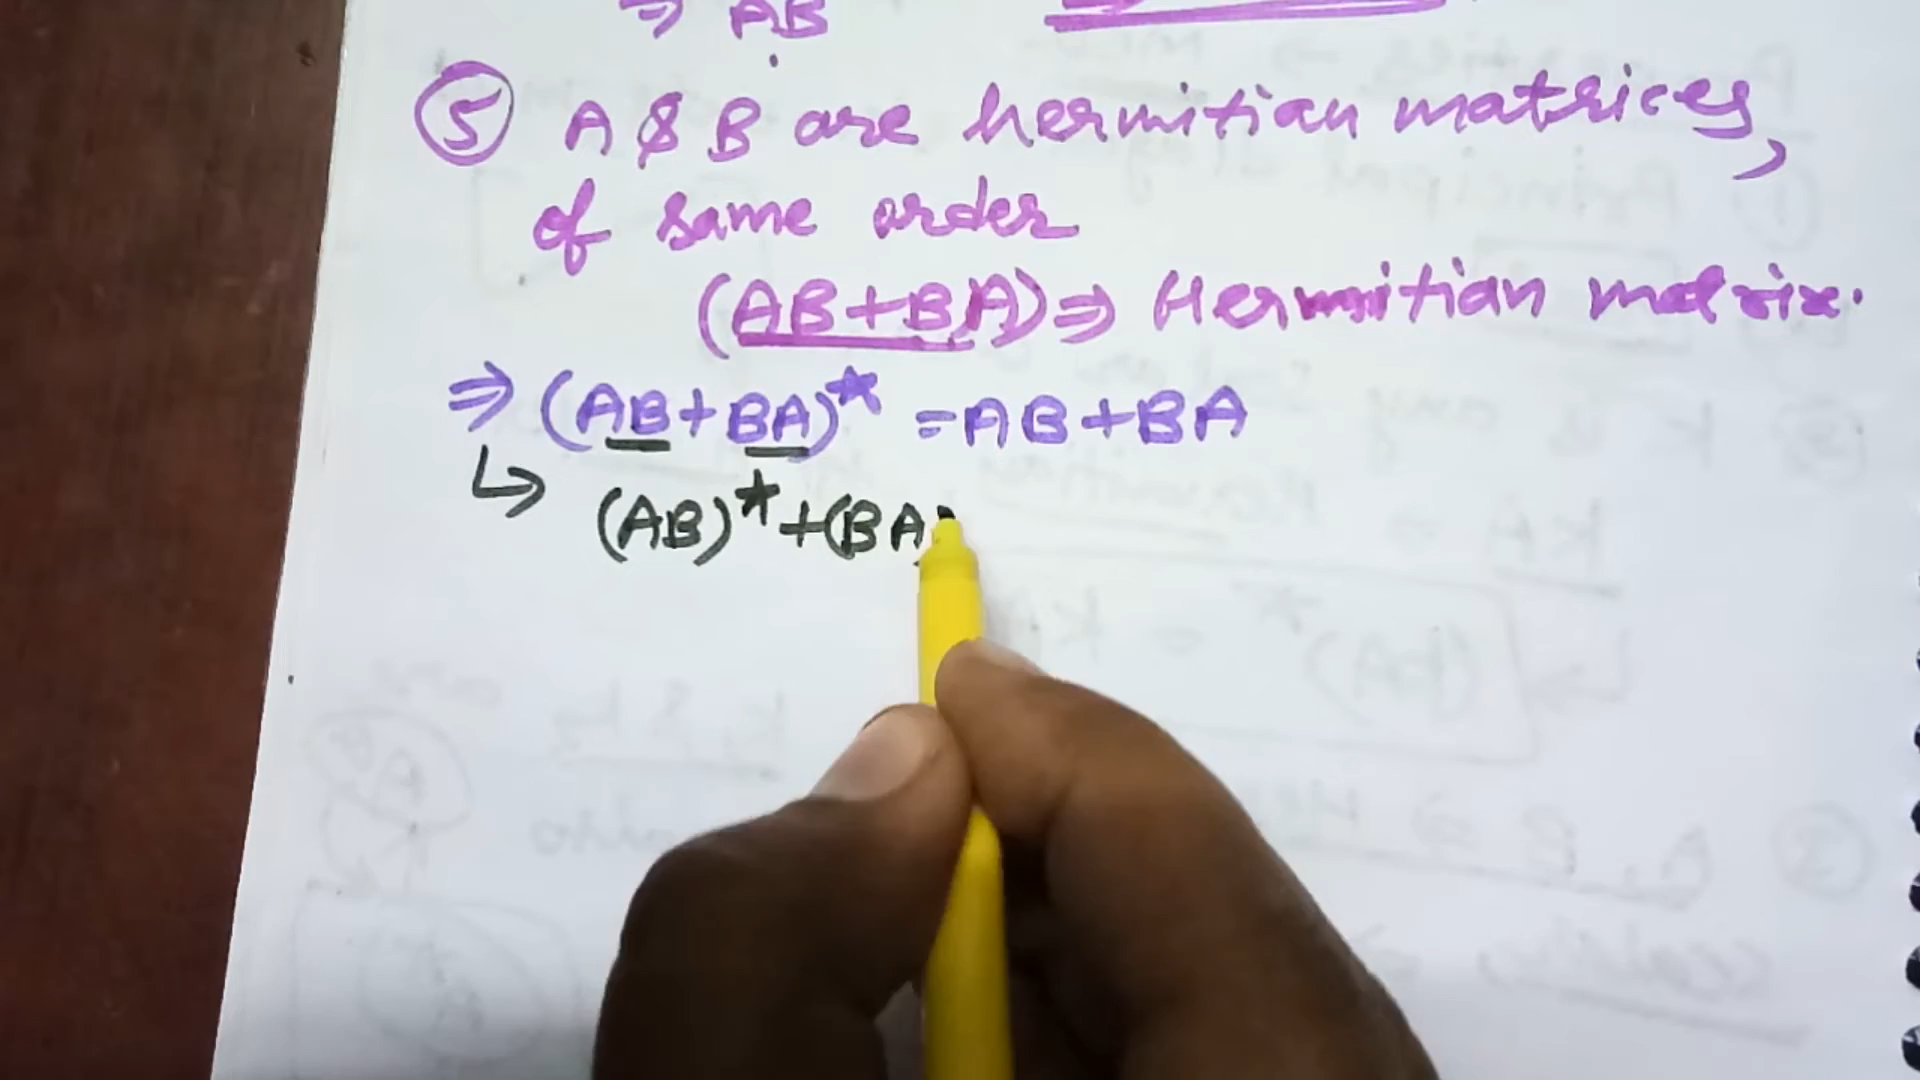 ⇒ AB
⑤ A & B are hermitian matrices,
of same order
(AB+BA)⇒ Hermitian matrix.
⇒ (AB+BA)* = AB+BA
↳ (AB)* +(BA)